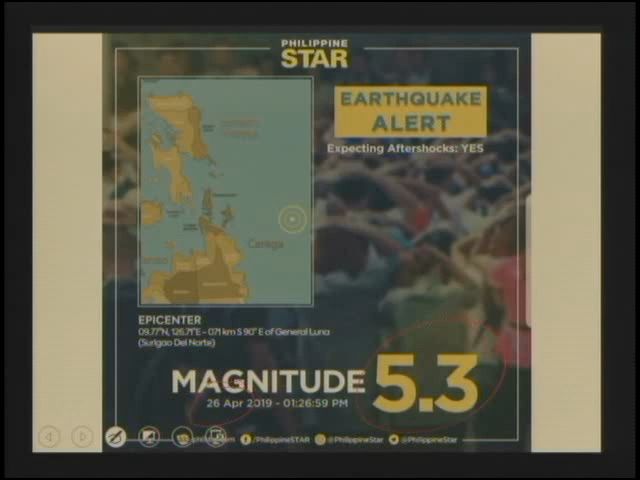 PHILIPPINE
STAR
EARTHQUAKE
ALERT
Expecting Aftershocks: YES
Caraga
EPICENTER
09.77°N, 126.71°E - 071 km S 90° E of General Luna
(Surigao Del Norte)
MAGNITUDE 5.3
26 Apr 2019 - 01:26:59 PM
/PhilippineSTAR @PhilippineStar @PhilippineStar